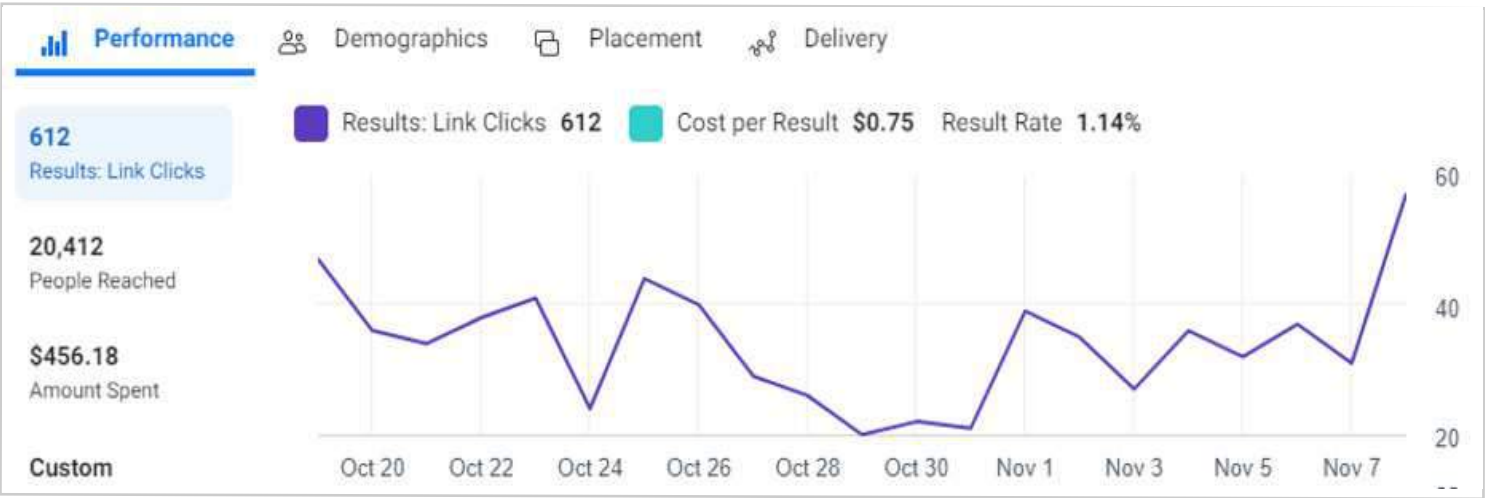 Performance Demographics Placement Delivery
612
Results: Link Clicks
20,412
People Reached
$456.18
Amount Spent
Custom
Results: Link Clicks 612 Cost per Result $0.75 Result Rate 1.14%
60
40
20
Oct 20 Oct 22 Oct 24 Oct 26 Oct 28 Oct 30 Nov 1 Nov 3 Nov 5 Nov 7